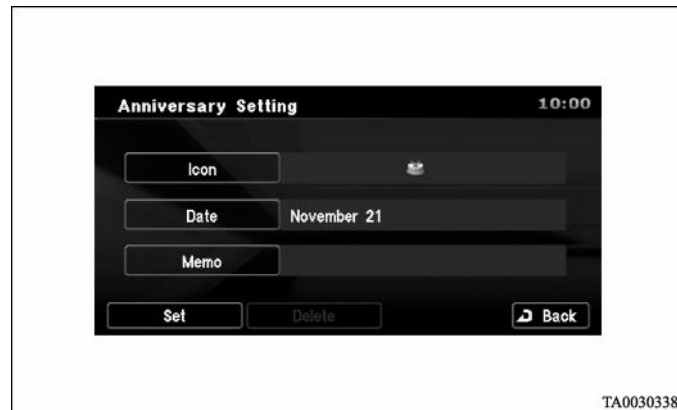 Anniversary Setting 10:00
Icon
Date November 21
Memo
Set Delete Back
TA0030338